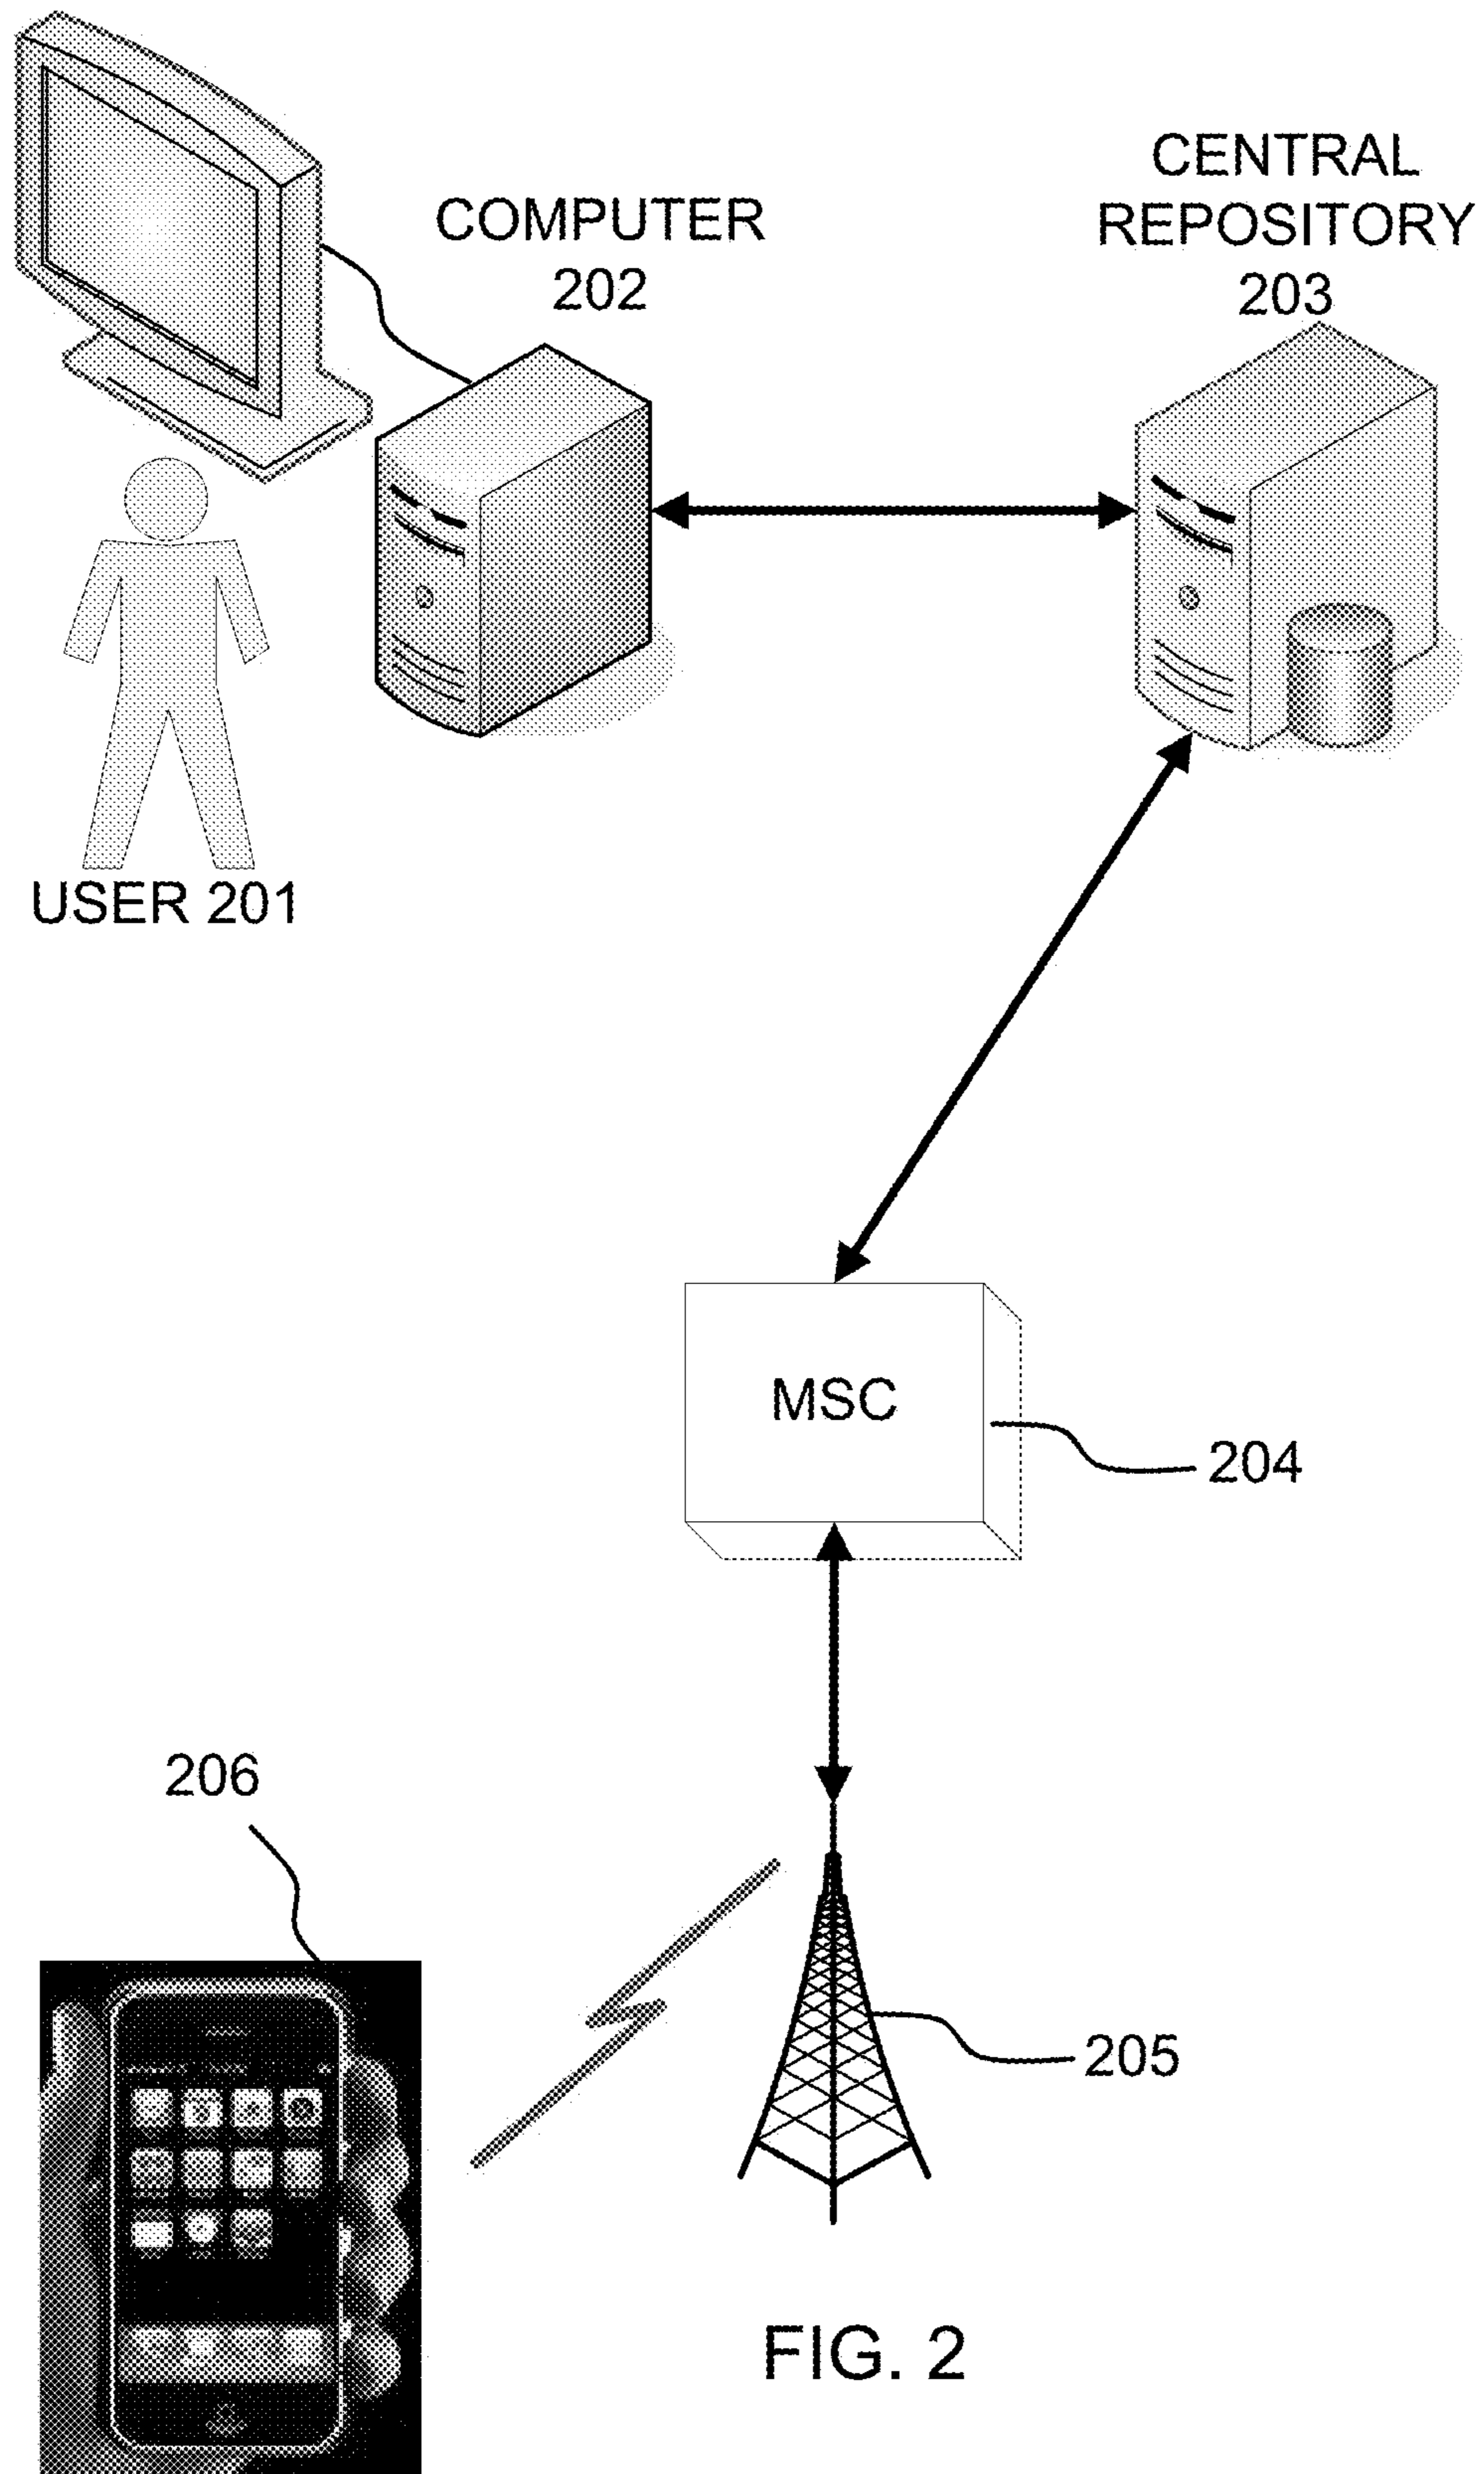 COMPUTER
202
CENTRAL
REPOSITORY
203
USER 201
MSC
204
206
205
FIG. 2